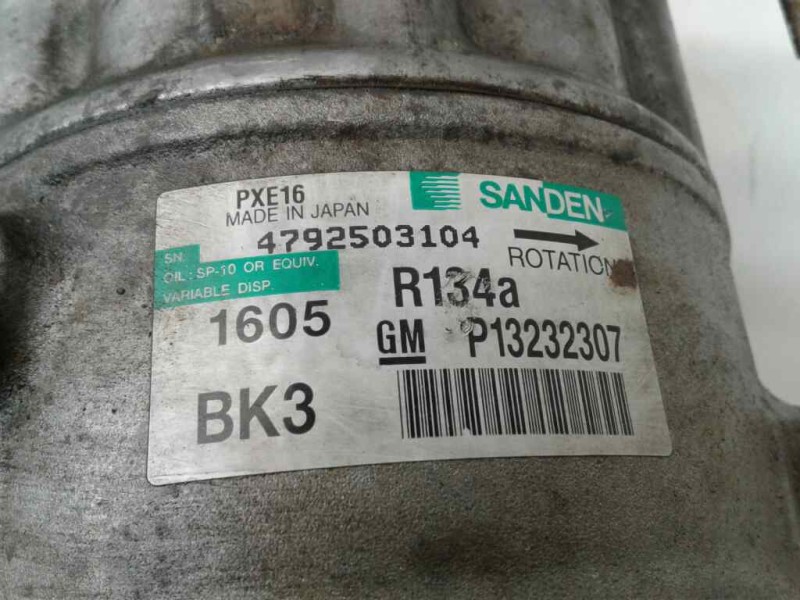 PXE16
SANDEN
MADE IN JAPAN
SN. 4792503104
ROTATION
OIL: SP-10 OR EQUIV.
VARIABLE DISP.
R134a
1605
GM P13232307
BK3